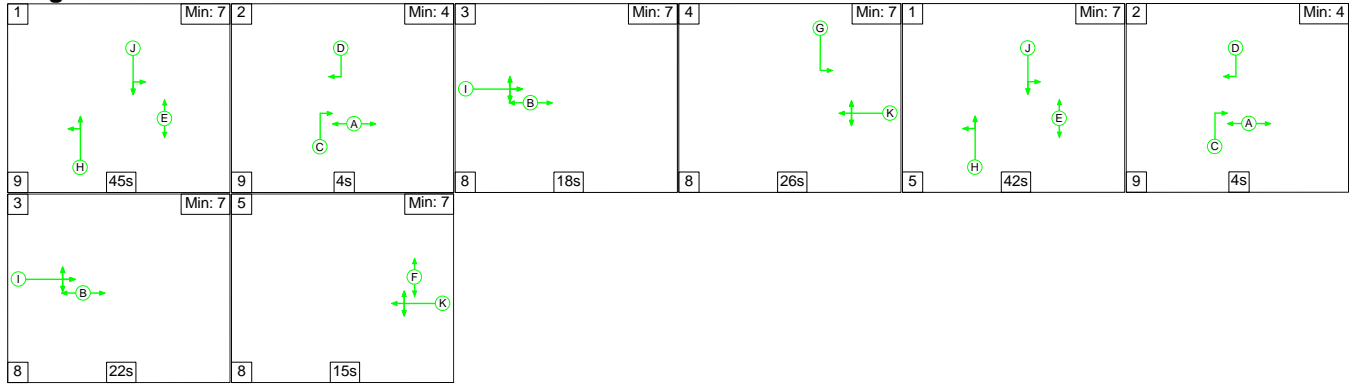 1 Min: 7 2 Min: 4 3 Min: 7 4 Min: 7 1 Min: 7 2 Min: 4
G
J D J D
I B
K
E A E A
C C
H H
9 45s 9 4s 8 18s 8 26s 5 42s 9 4s
3 Min: 7 5 Min: 7
I F
B K
8 22s 8 15s